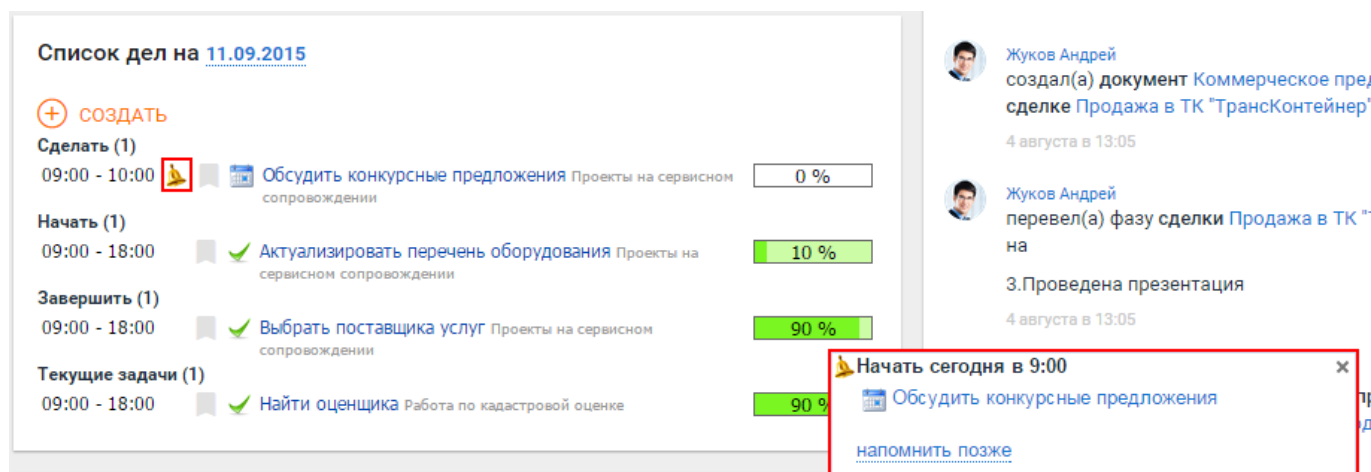 Список дел на 11.09.2015
СОЗДАТЬ
Сделать (1)
09:00 - 10:00 Обсудить конкурсные предложения Проекты на сервисном 0 %
сопровождении
Начать (1)
09:00 - 18:00 Актуализировать перечень оборудования Проекты на 10 %
сервисном сопровождении
Завершить (1)
09:00 - 18:00 Выбрать поставщика услуг Проекты на сервисном 90 %
сопровождении
Текущие задачи (1)
09:00 - 18:00 Найти оценщика Работа по кадастровой оценке 90 %
Жуков Андрей
создал(а) документ Коммерческое
сделке Продажа в ТК "ТрансКонтейнер"
4 августа в 13:05
Жуков Андрей
перевел(а) фазу сделки Продажа в ТК
на
3.Проведена презентация
4 августа в 13:05
Начать сегодня в 9:00
Обсудить конкурсные предложения
напомнить позже